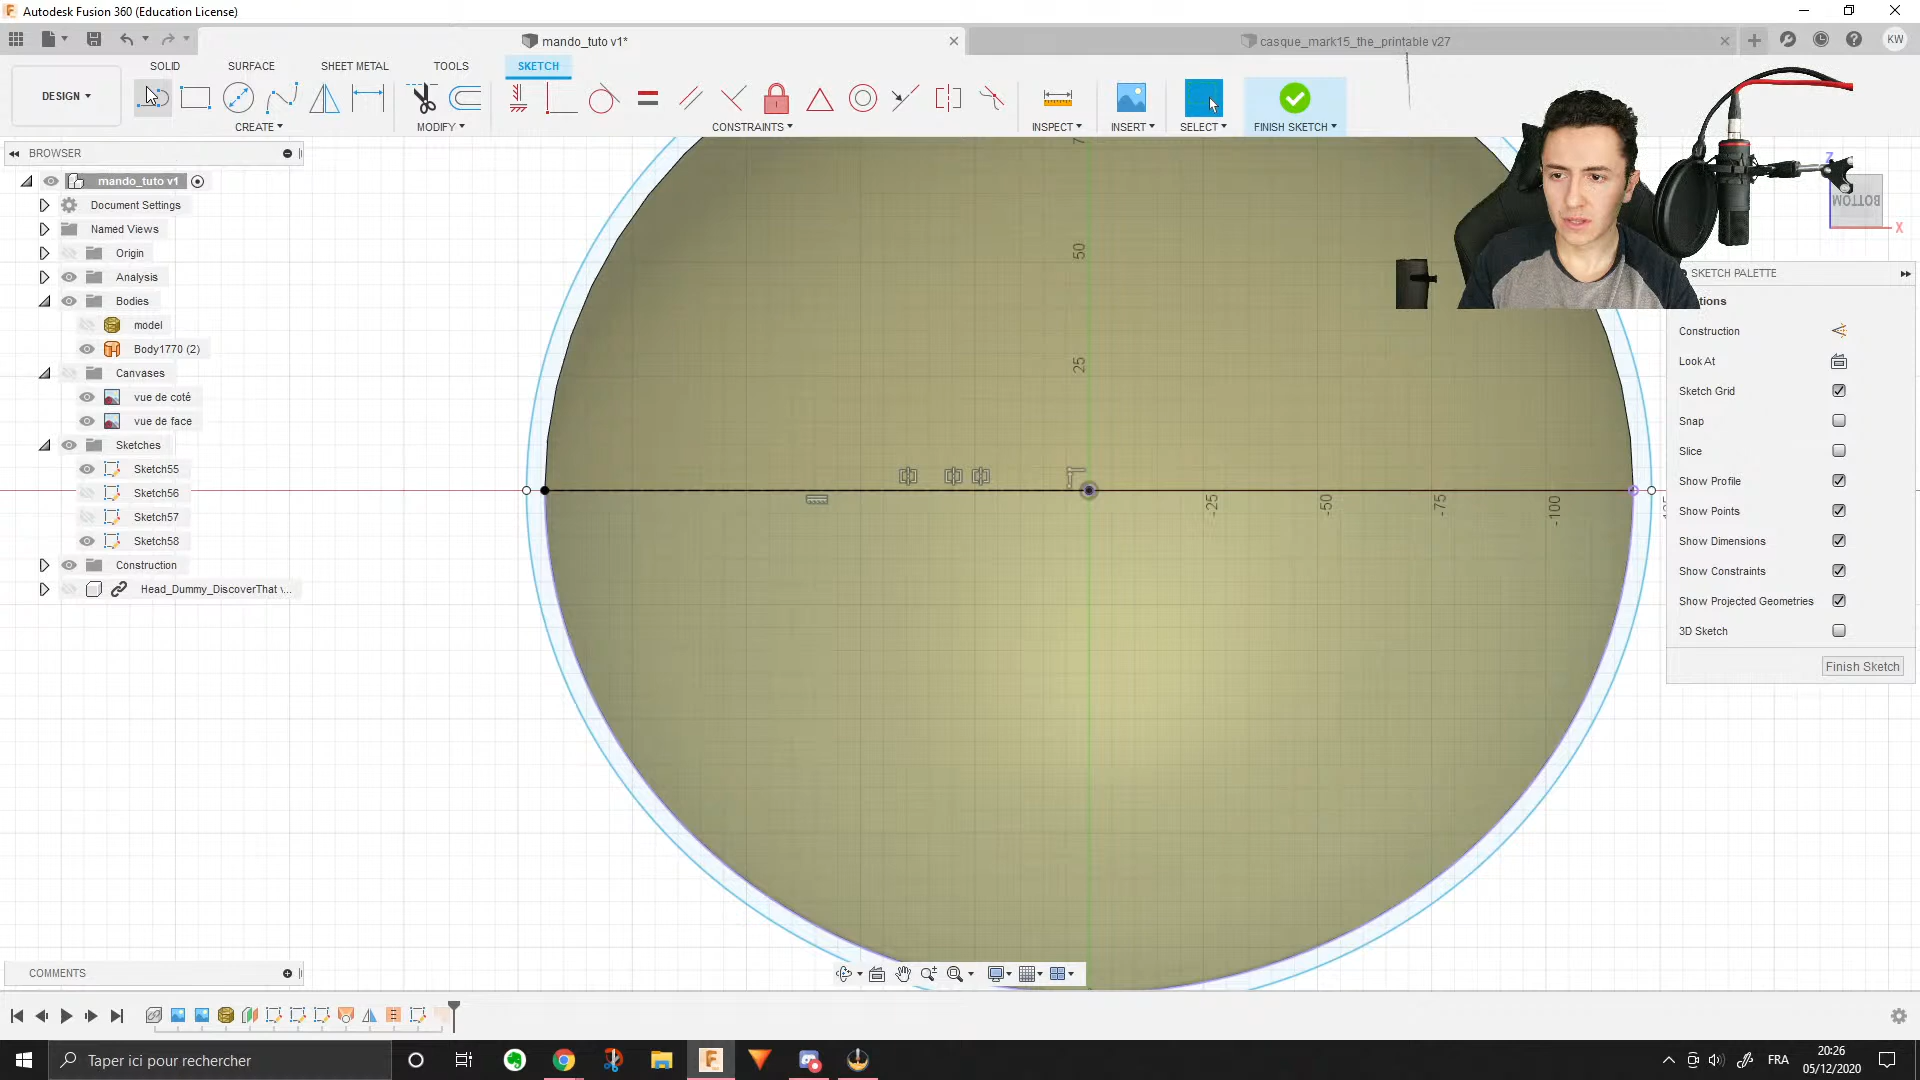 Autodesk Fusion 360 (Education License)
mando_tuto v1*
casque_mark15_the_printable v27
KW
SOLID
SURFACE
SHEET METAL
TOOLS
SKETCH
DESIGN
CREATE
MODIFY
CONSTRAINTS
INSPECT
INSERT
SELECT
FINISH SKETCH
BROWSER
mando_tuto v1
Document Settings
Named Views
Origin
Analysis
Bodies
model
Body1770 (2)
Canvases
vue de coté
vue de face
Sketches
Sketch55
Sketch56
Sketch57
Sketch58
Construction
Head_Dummy_DiscoverThat v...
50
25
-25
-50
-75
-100
Z
BOTTOM
X
SKETCH PALETTE
Construction
Look At
Sketch Grid
Snap
Slice
Show Profile
Show Points
Show Dimensions
Show Constraints
Show Projected Geometries
3D Sketch
Finish Sketch
COMMENTS
Taper ici pour rechercher
FRA
20:26
05/12/2020